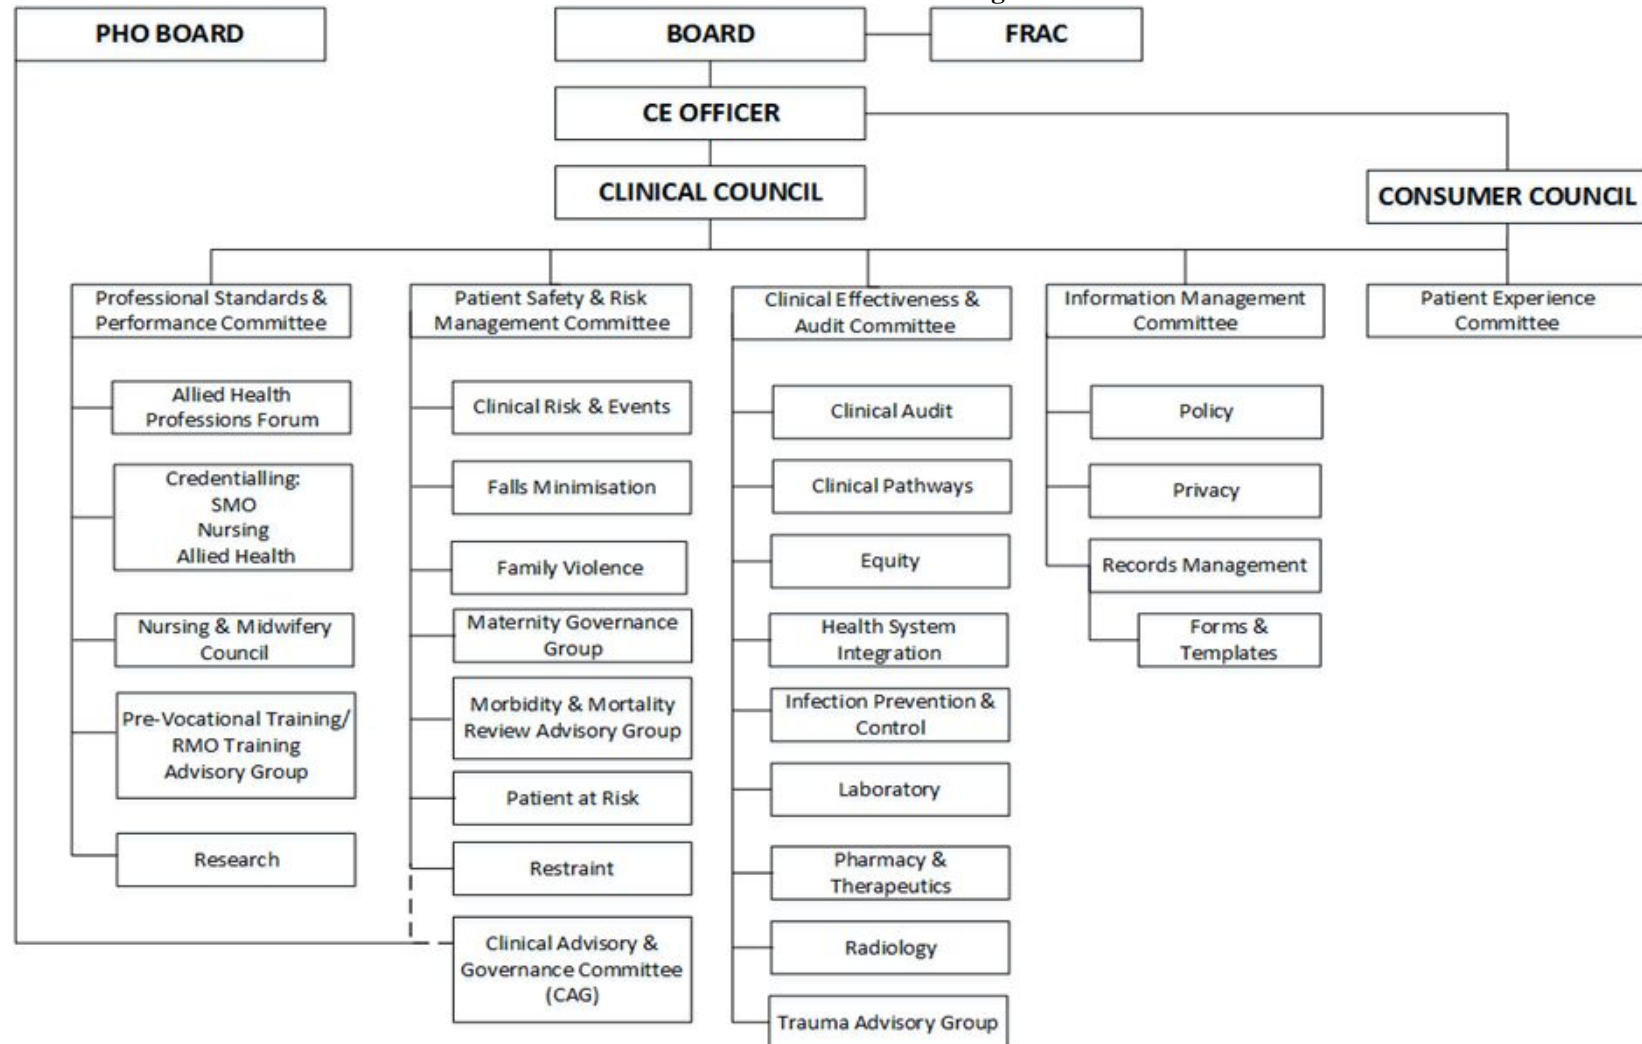 PHO BOARD
BOARD
FRAC
CE OFFICER
CLINICAL COUNCIL
CONSUMER COUNCIL
Professional Standards &
Performance Committee
Allied Health
Professions Forum
Credentialling:
SMO
Nursing
Allied Health
Nursing & Midwifery
Council
Pre-Vocational Training/
RMO Training
Advisory Group
Research
Patient Safety & Risk
Management Committee
Clinical Risk & Events
Falls Minimisation
Family Violence
Maternity Governance
Group
Morbidity & Mortality
Review Advisory Group
Patient at Risk
Restraint
Clinical Advisory &
Governance Committee
(CAG)
Clinical Effectiveness &
Audit Committee
Clinical Audit
Clinical Pathways
Equity
Health System
Integration
Infection Prevention &
Control
Laboratory
Pharmacy &
Therapeutics
Radiology
Trauma Advisory Group
Information Management
Committee
Policy
Privacy
Records Management
Forms &
Templates
Patient Experience
Committee